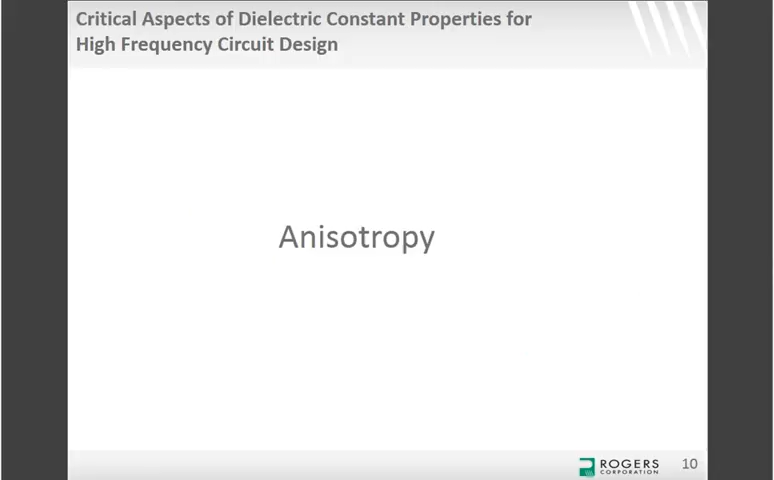 Critical Aspects of Dielectric Constant Properties for
High Frequency Circuit Design
Anisotropy
ROGERS
CORPORATION
10